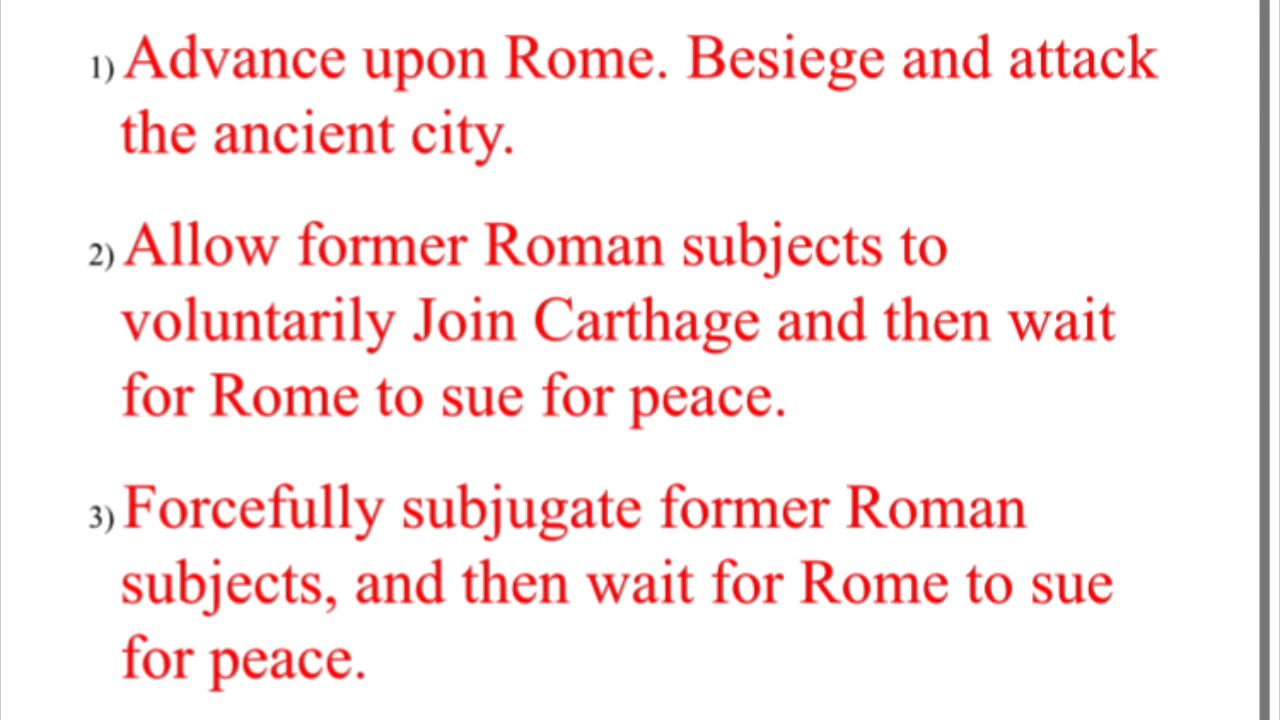 1) Advance upon Rome. Besiege and attack
the ancient city.
2) Allow former Roman subjects to
voluntarily Join Carthage and then wait
for Rome to sue for peace.
3) Forcefully subjugate former Roman
subjects, and then wait for Rome to sue
for peace.